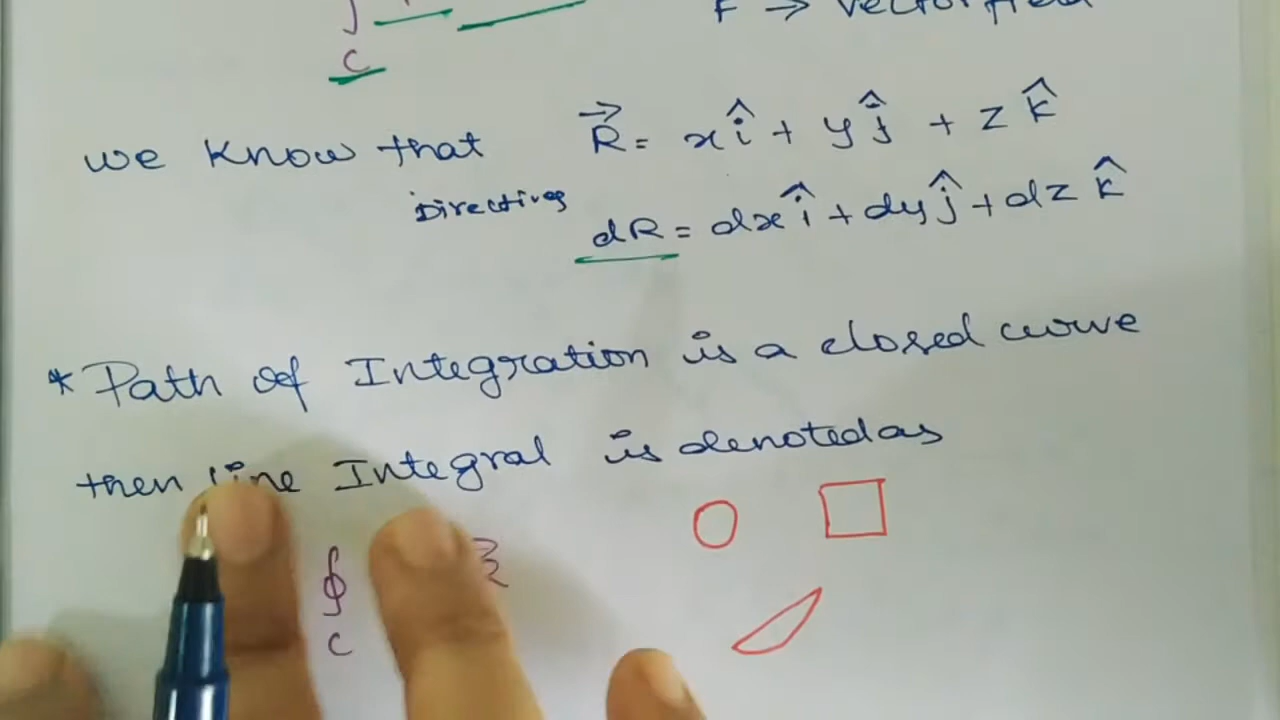 ∫
C
F → vector field
we know that R⃗ = xî + yĵ + zk̂
Directives dR = dxî + dyĵ + dzk̂
* Path of Integration is a closed curve
then line Integral is denoted as
∮
C